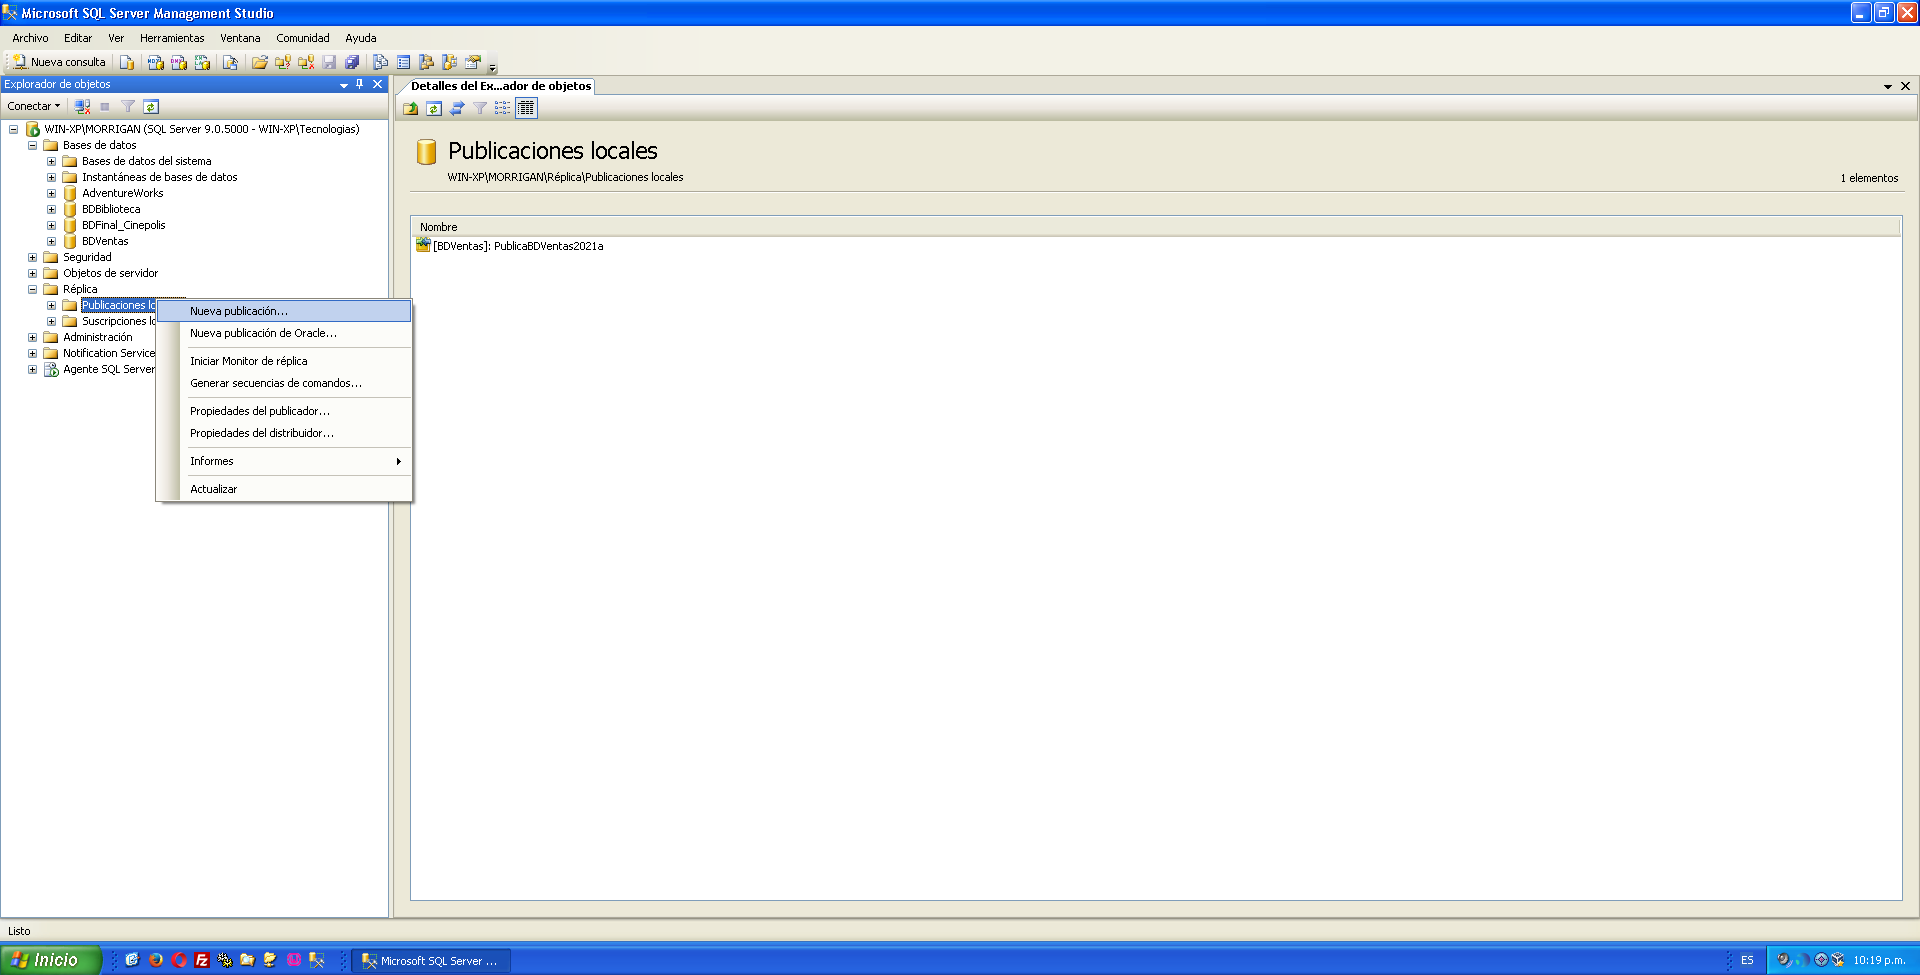 Microsoft SQL Server Management Studio
Archivo Editar Ver Herramientas Ventana Comunidad Ayuda
Nueva consulta
Explorador de objetos
Conectar
WIN-XP\MORRIGAN (SQL Server 9.0.5000 - WIN-XP\Tecnologias)
Bases de datos
Bases de datos del sistema
Instantáneas de bases de datos
AdventureWorks
BDBiblioteca
BDFinal_Cinepolis
BDVentas
Seguridad
Objetos de servidor
Réplica
Publicaciones lo
Suscripciones lo
Administración
Notification Service
Agente SQL Server
Nueva publicación...
Nueva publicación de Oracle...
Iniciar Monitor de réplica
Generar secuencias de comandos...
Propiedades del publicador...
Propiedades del distribuidor...
Informes
Actualizar
Detalles del Ex...ador de objetos
Publicaciones locales
WIN-XP\MORRIGAN\Réplica\Publicaciones locales
1 elementos
Nombre
[BDVentas]: PublicaBDVentas2021a
Listo
Inicio
Microsoft SQL Server ...
ES
10:19 p.m.